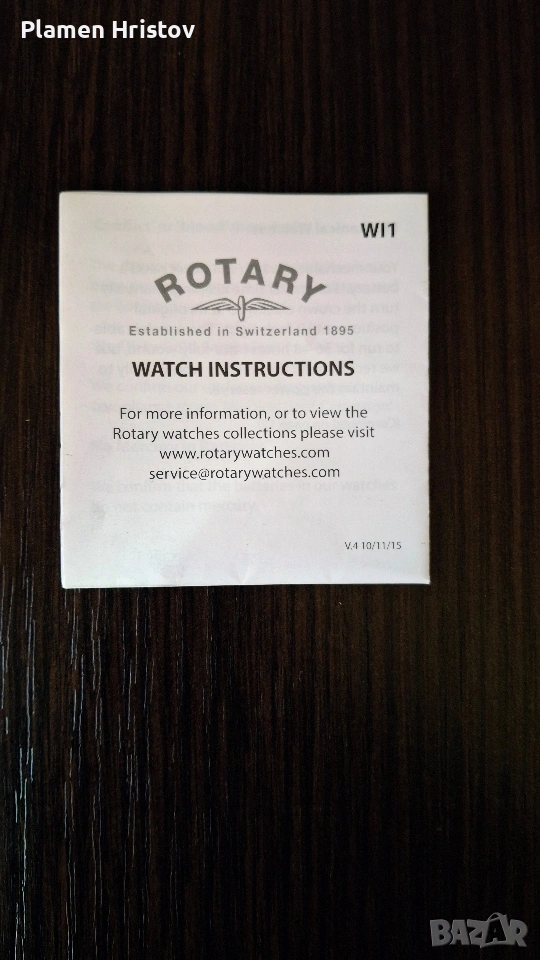 Plamen Hristov
WI1
ROTARY
Established in Switzerland 1895
WATCH INSTRUCTIONS
For more information, or to view the
Rotary watches collections please visit
www.rotarywatches.com
service@rotarywatches.com
V.4 10/11/15
BAZAR